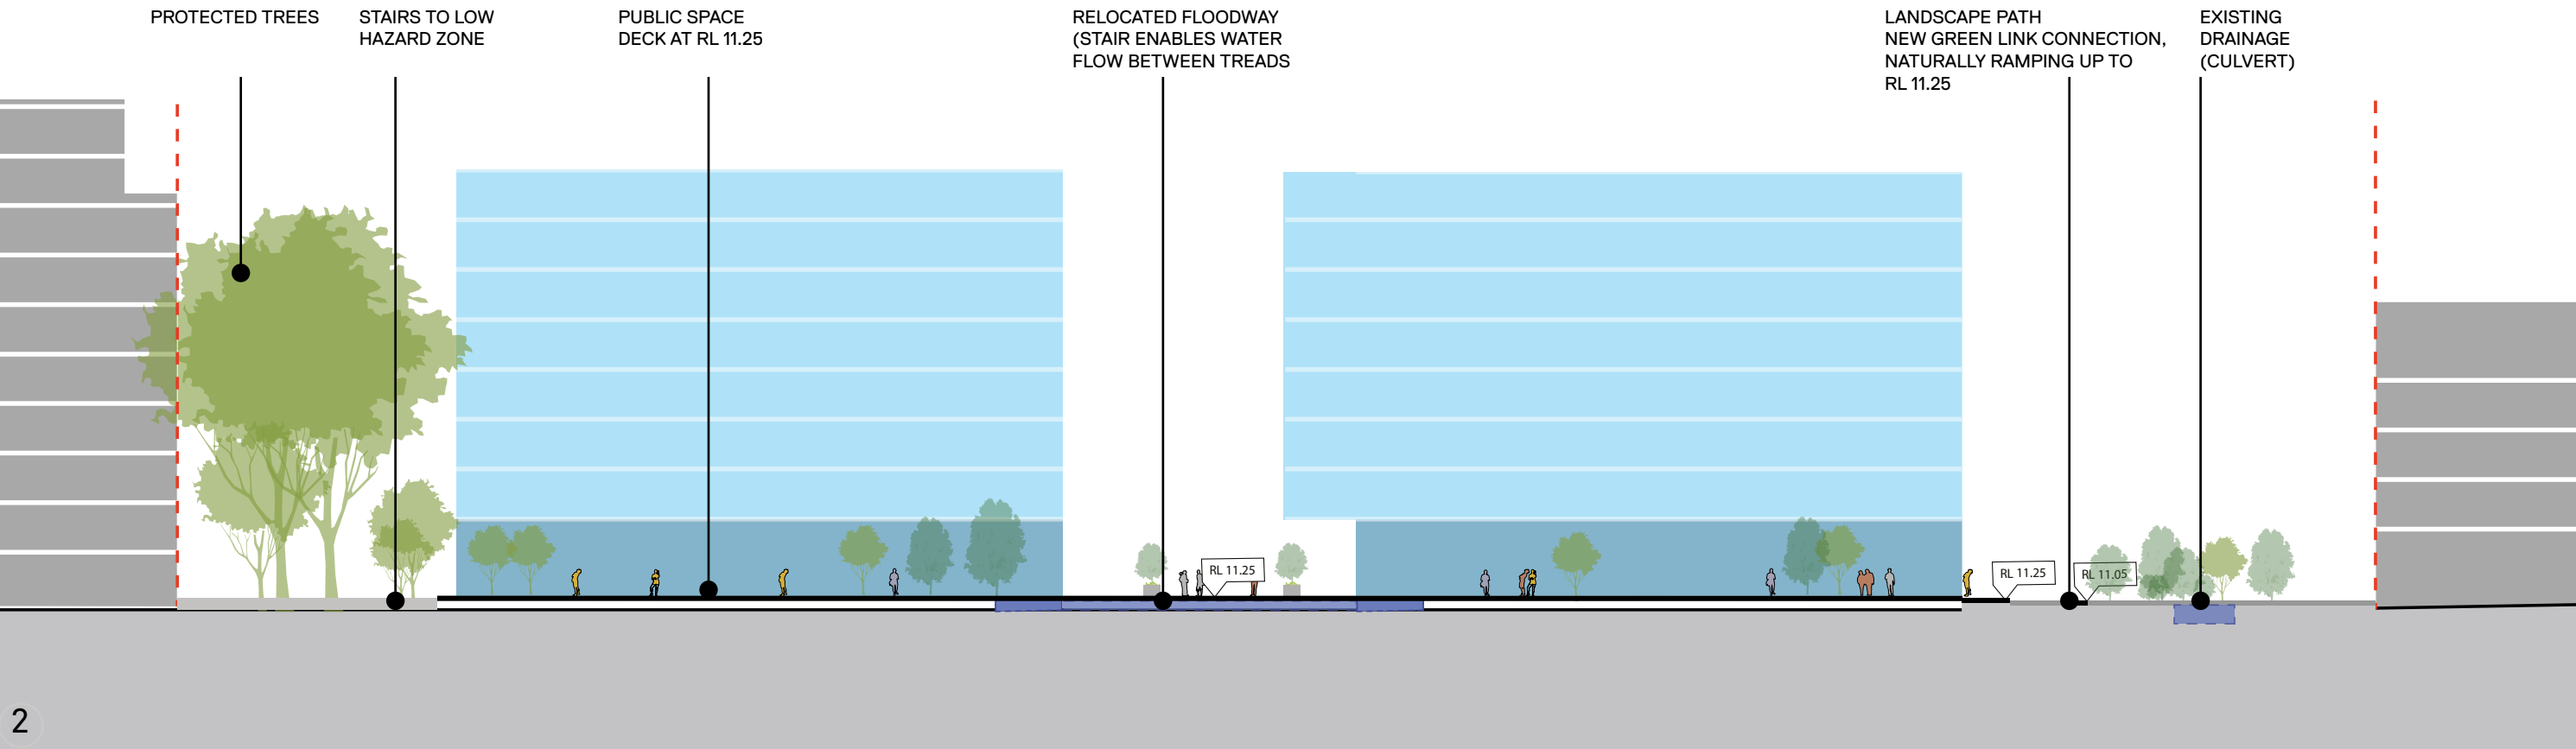 PROTECTED TREES
STAIRS TO LOW
HAZARD ZONE
PUBLIC SPACE
DECK AT RL 11.25
RELOCATED FLOODWAY
(STAIR ENABLES WATER
FLOW BETWEEN TREADS
LANDSCAPE PATH
NEW GREEN LINK CONNECTION,
NATURALLY RAMPING UP TO
RL 11.25
EXISTING
DRAINAGE
(CULVERT)
RL 11.25
RL 11.25
RL 11.05
2